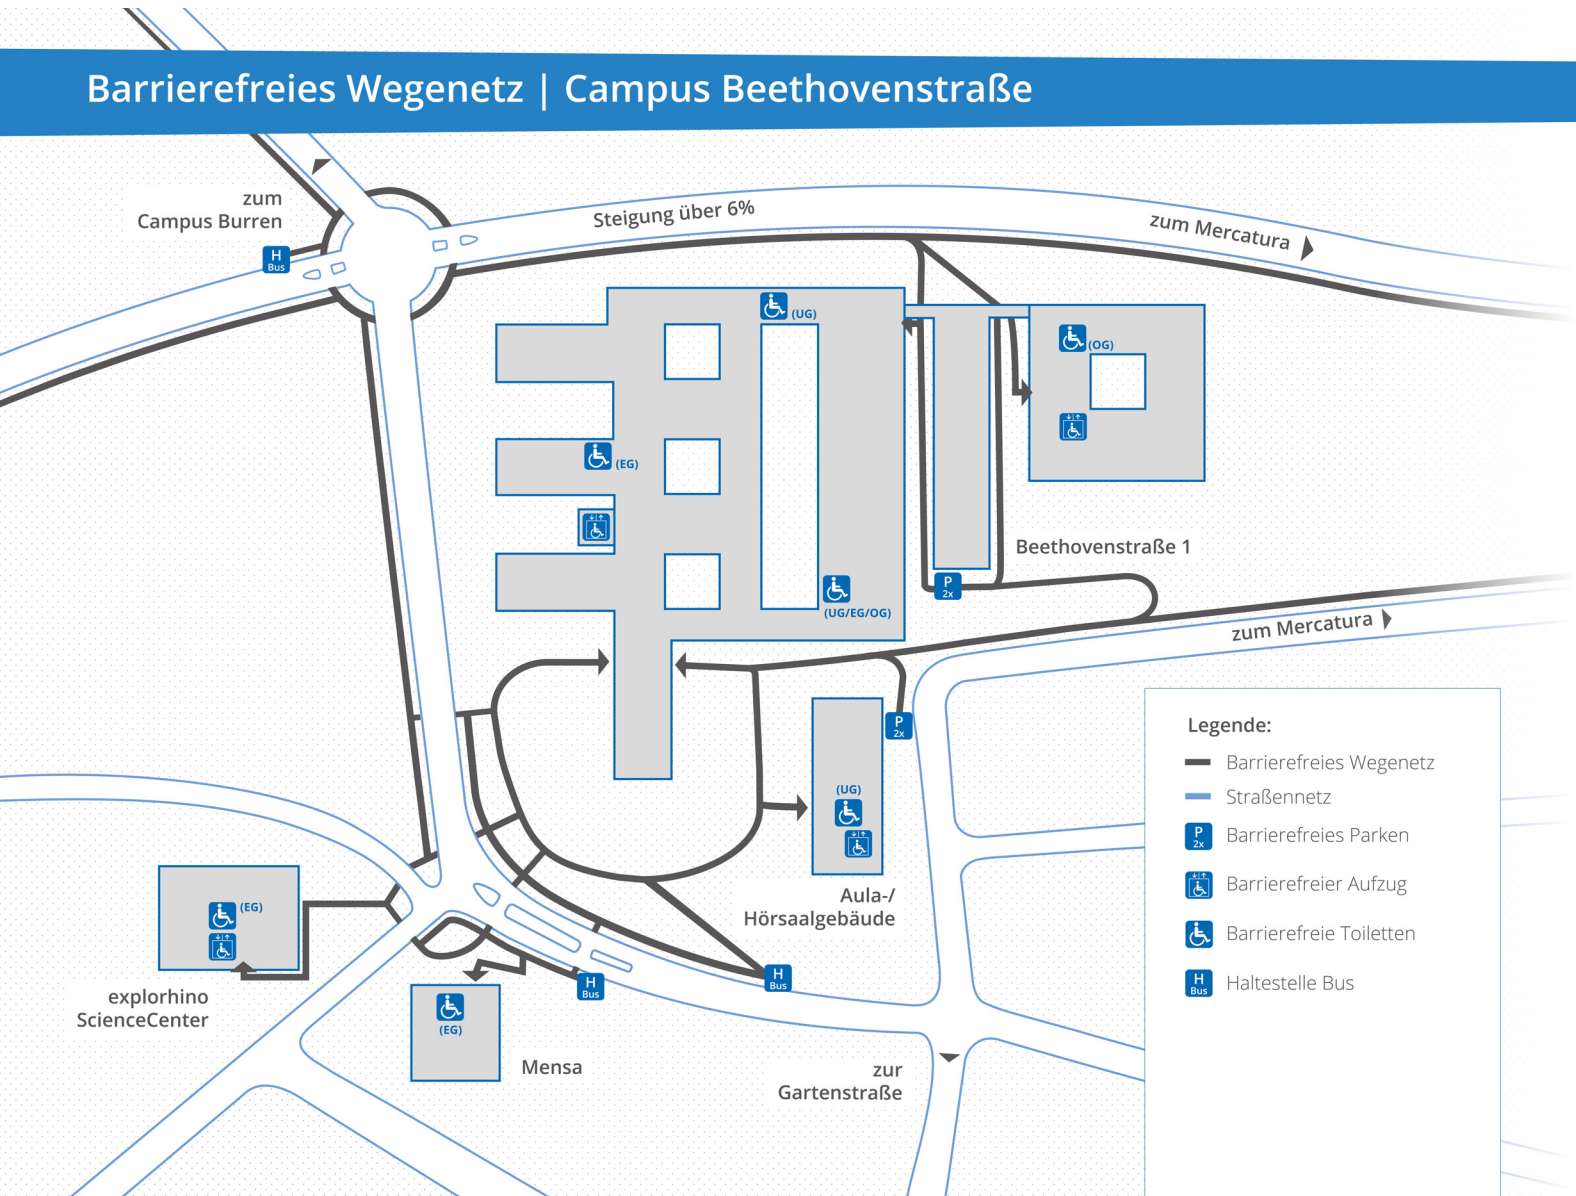 Barrierefreies Wegenetz | Campus Beethovenstraße
zum
Campus Burren
H
Bus
Steigung über 6%
zum Mercatura
(UG)
(OG)
(EG)
(UG/EG/OG)
Beethovenstraße 1
P
2x
zum Mercatura
P
2x
(UG)
Aula-/
Hörsaalgebäude
(EG)
explorhino
ScienceCenter
H
Bus
H
Bus
(EG)
Mensa
zur
Gartenstraße
Legende:
Barrierefreies Wegenetz
Straßennetz
P
2x
Barrierefreies Parken
Barrierefreier Aufzug
Barrierefreie Toiletten
H
Bus
Haltestelle Bus